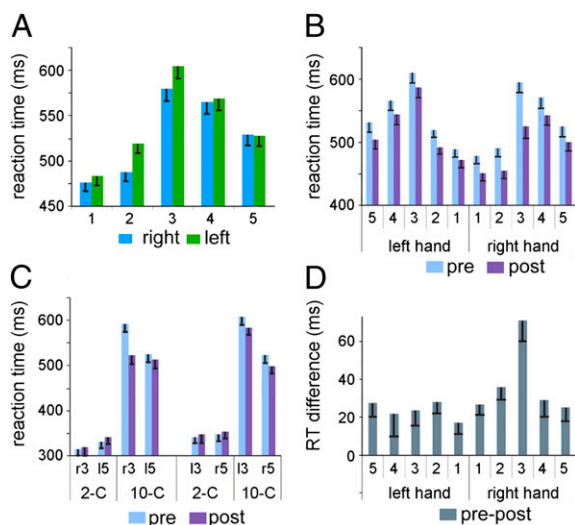 A
reaction time (ms)
600
550
500
450
1 2 3 4 5
right left
B
reaction time (ms)
600
500
400
5 4 3 2 1 1 2 3 4 5
left hand right hand
pre post
C
reaction time (ms)
600
500
400
300
r3 l5 r3 l5 l3 r5 l3 r5
2-C 10-C 2-C 10-C
pre post
D
RT difference (ms)
60
40
20
0
5 4 3 2 1 1 2 3 4 5
left hand right hand
pre-post